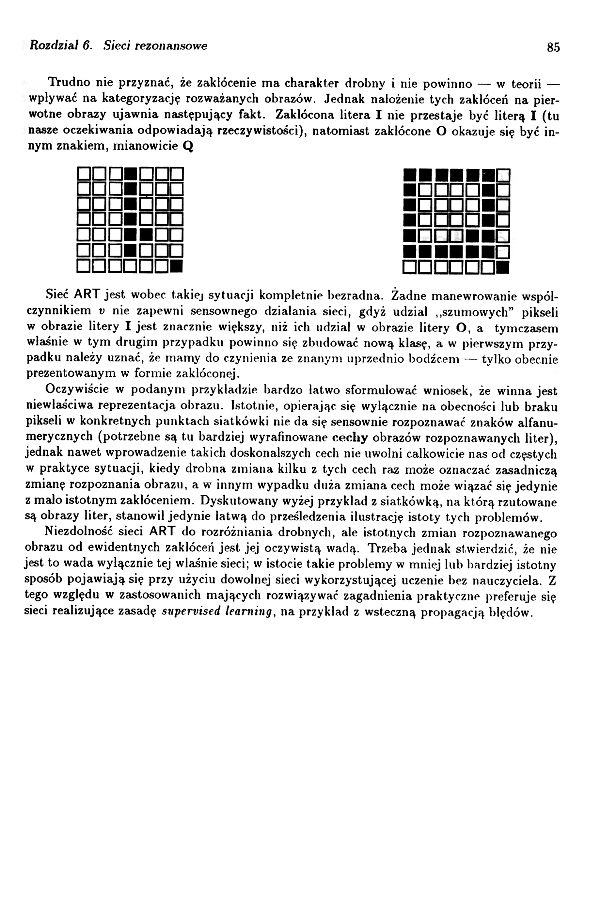 Rozdział 6. Sieci rezonansowe 85
Trudno nie przyznać, że zakłócenie ma charakter drobny i nie powinno — w teorii —
wpływać na kategoryzację rozważanych obrazów. Jednak nałożenie tych zakłóceń na pier-
wotne obrazy ujawnia następujący fakt. Zakłócona litera I nie przestaje być literą I (tu
nasze oczekiwania odpowiadają rzeczywistości), natomiast zakłócone O okazuje się być in-
nym znakiem, mianowicie Q
Sieć ART jest wobec takiej sytuacji kompletnie bezradna. Żadne manewrowanie współ-
czynnikiem v nie zapewni sensownego działania sieci, gdyż udział „szumowych” pikseli
w obrazie litery I jest znacznie większy, niż ich udział w obrazie litery O, a tymczasem
właśnie w tym drugim przypadku powinno się zbudować nową klasę, a w pierwszym przy-
padku należy uznać, że mamy do czynienia ze znanym uprzednio bodźcem — tylko obecnie
prezentowanym w formie zakłóconej.
Oczywiście w podanym przykładzie bardzo łatwo sformułować wniosek, że winna jest
niewłaściwa reprezentacja obrazu. Istotnie, opierając się wyłącznie na obecności lub braku
pikseli w konkretnych punktach siatkówki nie da się sensownie rozpoznawać znaków alfanu-
merycznych (potrzebne są tu bardziej wyrafinowane cechy obrazów rozpoznawanych liter),
jednak nawet wprowadzenie takich doskonalszych cech nie uwolni całkowicie nas od częstych
w praktyce sytuacji, kiedy drobna zmiana kilku z tych cech raz może oznaczać zasadniczą
zmianę rozpoznania obrazu, a w innym wypadku duża zmiana cech może wiązać się jedynie
z mało istotnym zakłóceniem. Dyskutowany wyżej przykład z siatkówką, na którą rzutowane
są obrazy liter, stanowił jedynie łatwą do prześledzenia ilustrację istoty tych problemów.
Niezdolność sieci ART do rozróżniania drobnych, ale istotnych zmian rozpoznawanego
obrazu od ewidentnych zakłóceń jest jej oczywistą wadą. Trzeba jednak stwierdzić, że nie
jest to wada wyłącznie tej właśnie sieci; w istocie takie problemy w mniej lub bardziej istotny
sposób pojawiają się przy użyciu dowolnej sieci wykorzystującej uczenie bez nauczyciela. Z
tego względu w zastosowanich mających rozwiązywać zagadnienia praktyczne preferuje się
sieci realizujące zasadę supervised learning, na przykład z wsteczną propagacją błędów.